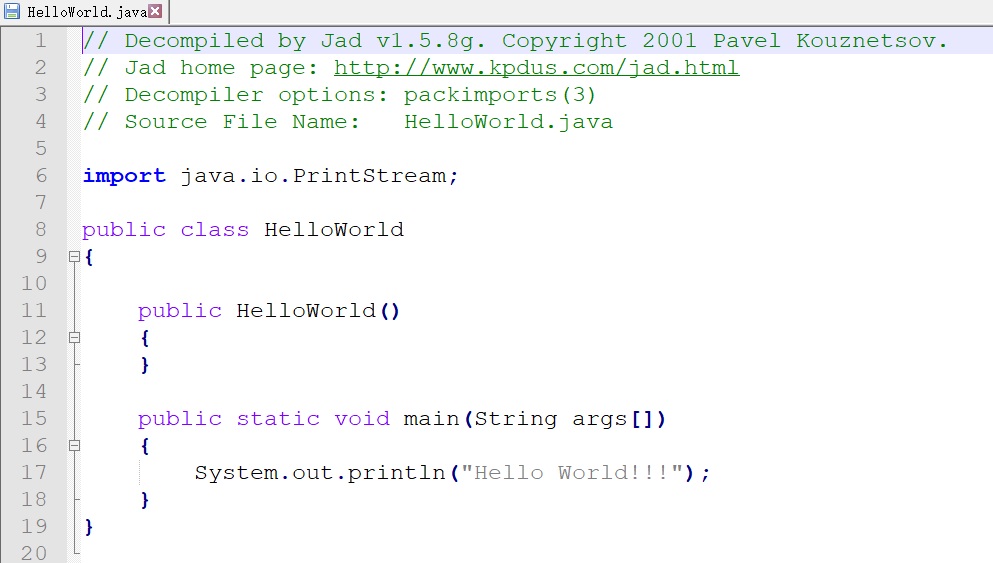 HelloWorld.java
1 // Decompiled by Jad v1.5.8g. Copyright 2001 Pavel Kouznetsov.
2 // Jad home page: http://www.kpdus.com/jad.html
3 // Decompiler options: packimports(3)
4 // Source File Name:   HelloWorld.java
5
6 import java.io.PrintStream;
7
8 public class HelloWorld
9 {
10
11     public HelloWorld()
12     {
13     }
14
15     public static void main(String args[])
16     {
17         System.out.println("Hello World!!!");
18     }
19 }
20